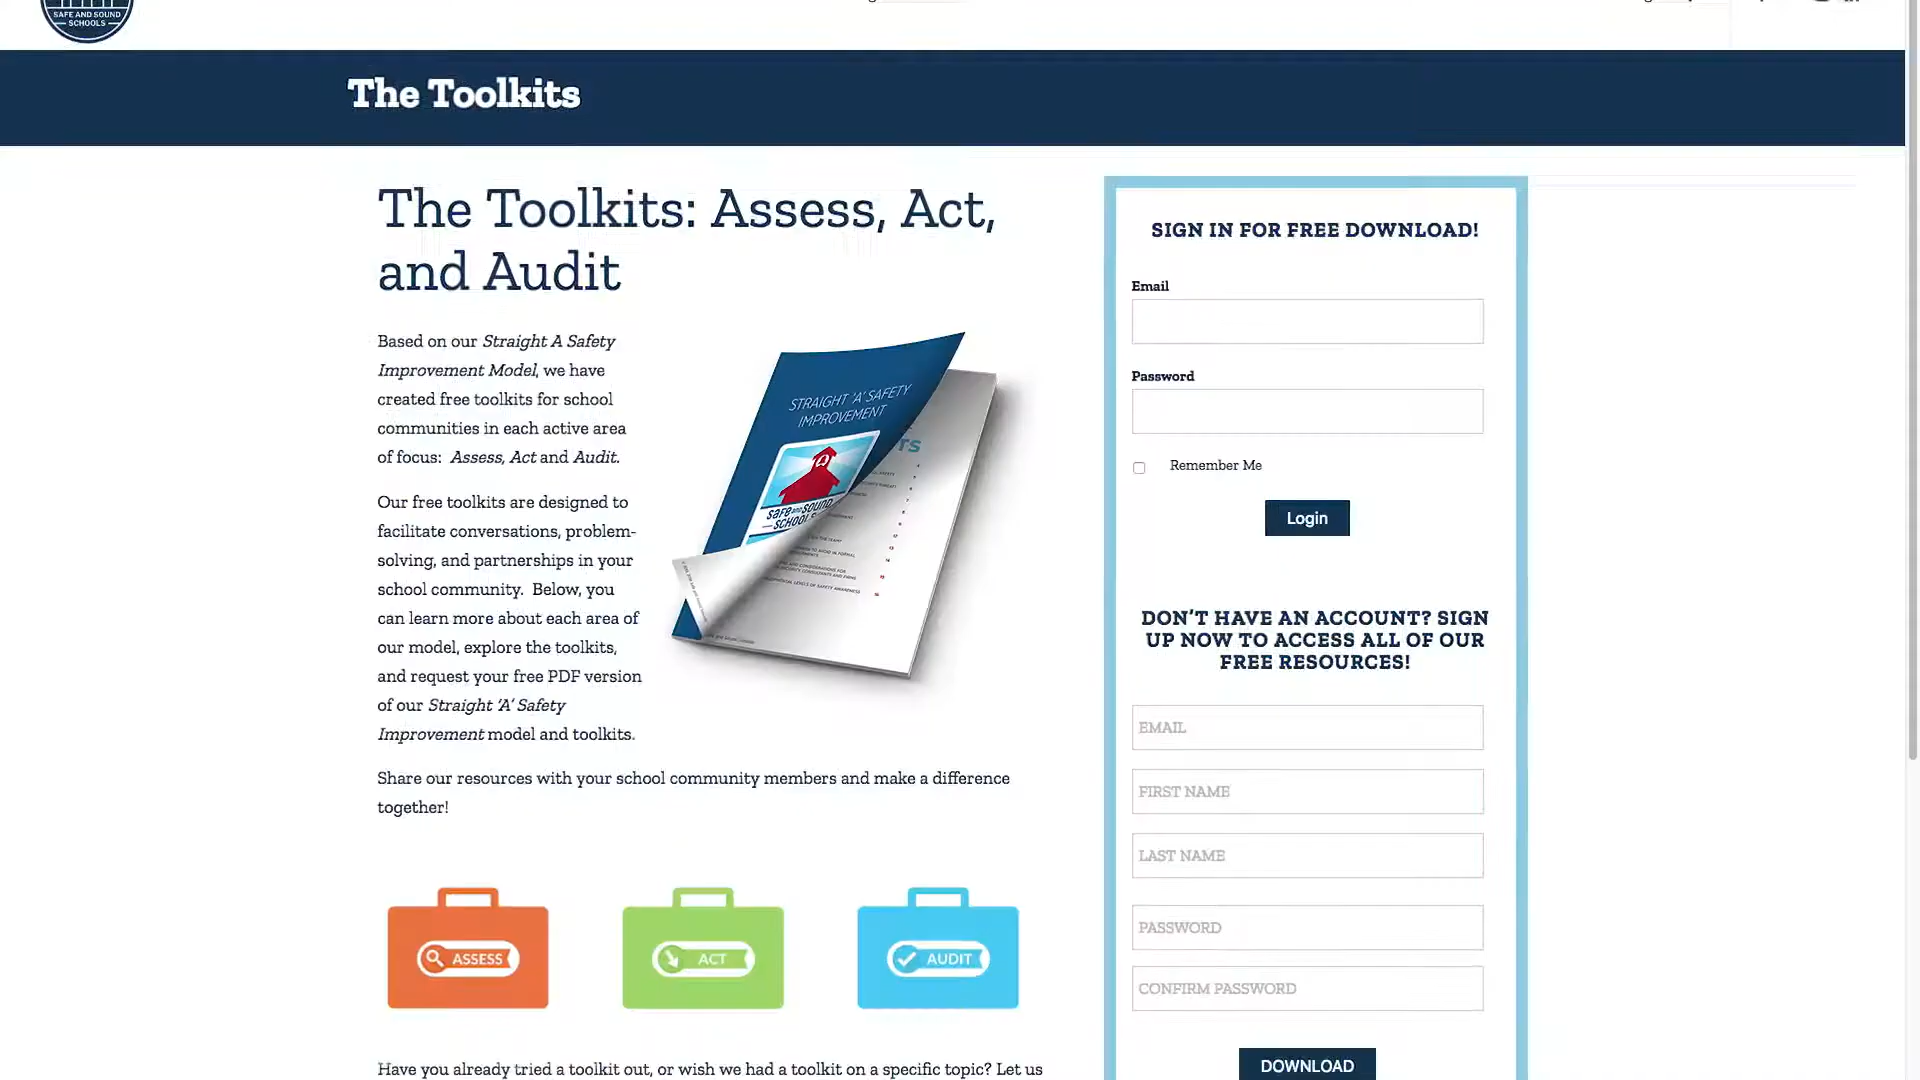 SAFE AND SOUND
SCHOOLS
The Toolkits
The Toolkits: Assess, Act,
and Audit
Based on our Straight A Safety
Improvement Model, we have
created free toolkits for school
communities in each active area
of focus:  Assess, Act and Audit.
Our free toolkits are designed to
facilitate conversations, problem-
solving, and partnerships in your
school community.  Below, you
can learn more about each area of
our model, explore the toolkits,
and request your free PDF version
of our Straight ‘A’ Safety
Improvement model and toolkits.
STRAIGHT 'A' SAFETY
IMPROVEMENT
safe and sound
SCHOOLS
Share our resources with your school community members and make a difference
together!
ASSESS
ACT
AUDIT
Have you already tried a toolkit out, or wish we had a toolkit on a specific topic? Let us
SIGN IN FOR FREE DOWNLOAD!
Email
Password
Remember Me
Login
DON’T HAVE AN ACCOUNT? SIGN
UP NOW TO ACCESS ALL OF OUR
FREE RESOURCES!
EMAIL
FIRST NAME
LAST NAME
PASSWORD
CONFIRM PASSWORD
DOWNLOAD